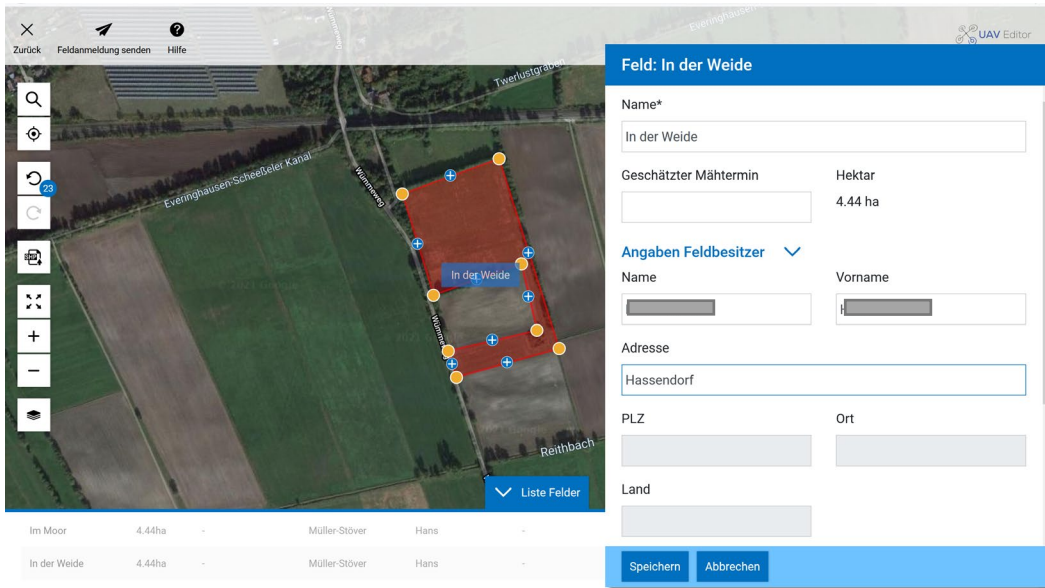 Zurück Feldanmeldung senden Hilfe
UAV Editor
Everinghausen
Twerlustgraben
Everinghausen-Scheeßeler Kanal
Wümmeweg
23
In der Weide
Wümmeweg
Reithbach
Liste Felder
Im Moor 4.44ha - Müller-Stöver Hans -
In der Weide 4.44ha - Müller-Stöver Hans -
Feld: In der Weide
Name*
In der Weide
Geschätzter Mähtermin Hektar
4.44 ha
Angaben Feldbesitzer
Name Vorname
Adresse
Hassendorf
PLZ Ort
Land
Speichern Abbrechen